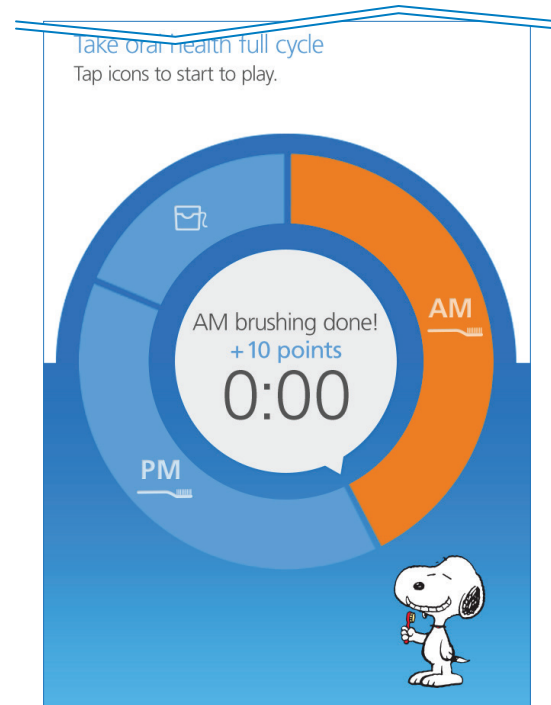 Take oral health full cycle
Tap icons to start to play.
AM brushing done!
+10 points
0:00
AM
PM